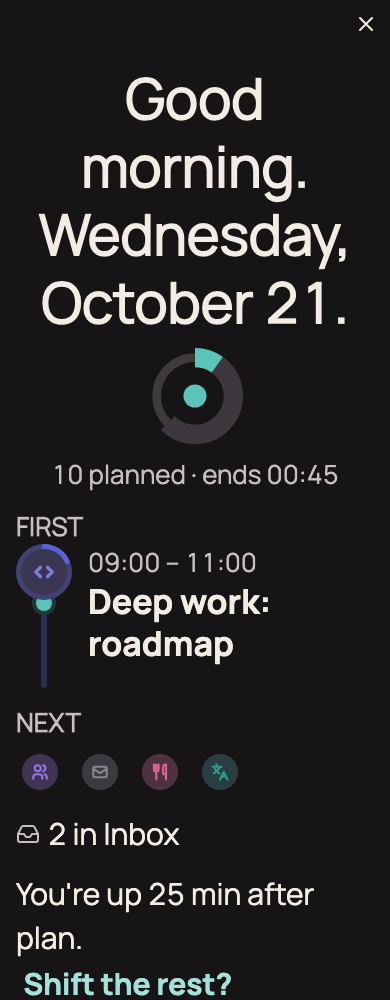 Good
morning.
Wednesday,
October 21.
10 planned · ends 00:45
FIRST
09:00 – 11:00
Deep work:
roadmap
NEXT
2 in Inbox
You're up 25 min after
plan.
Shift the rest?